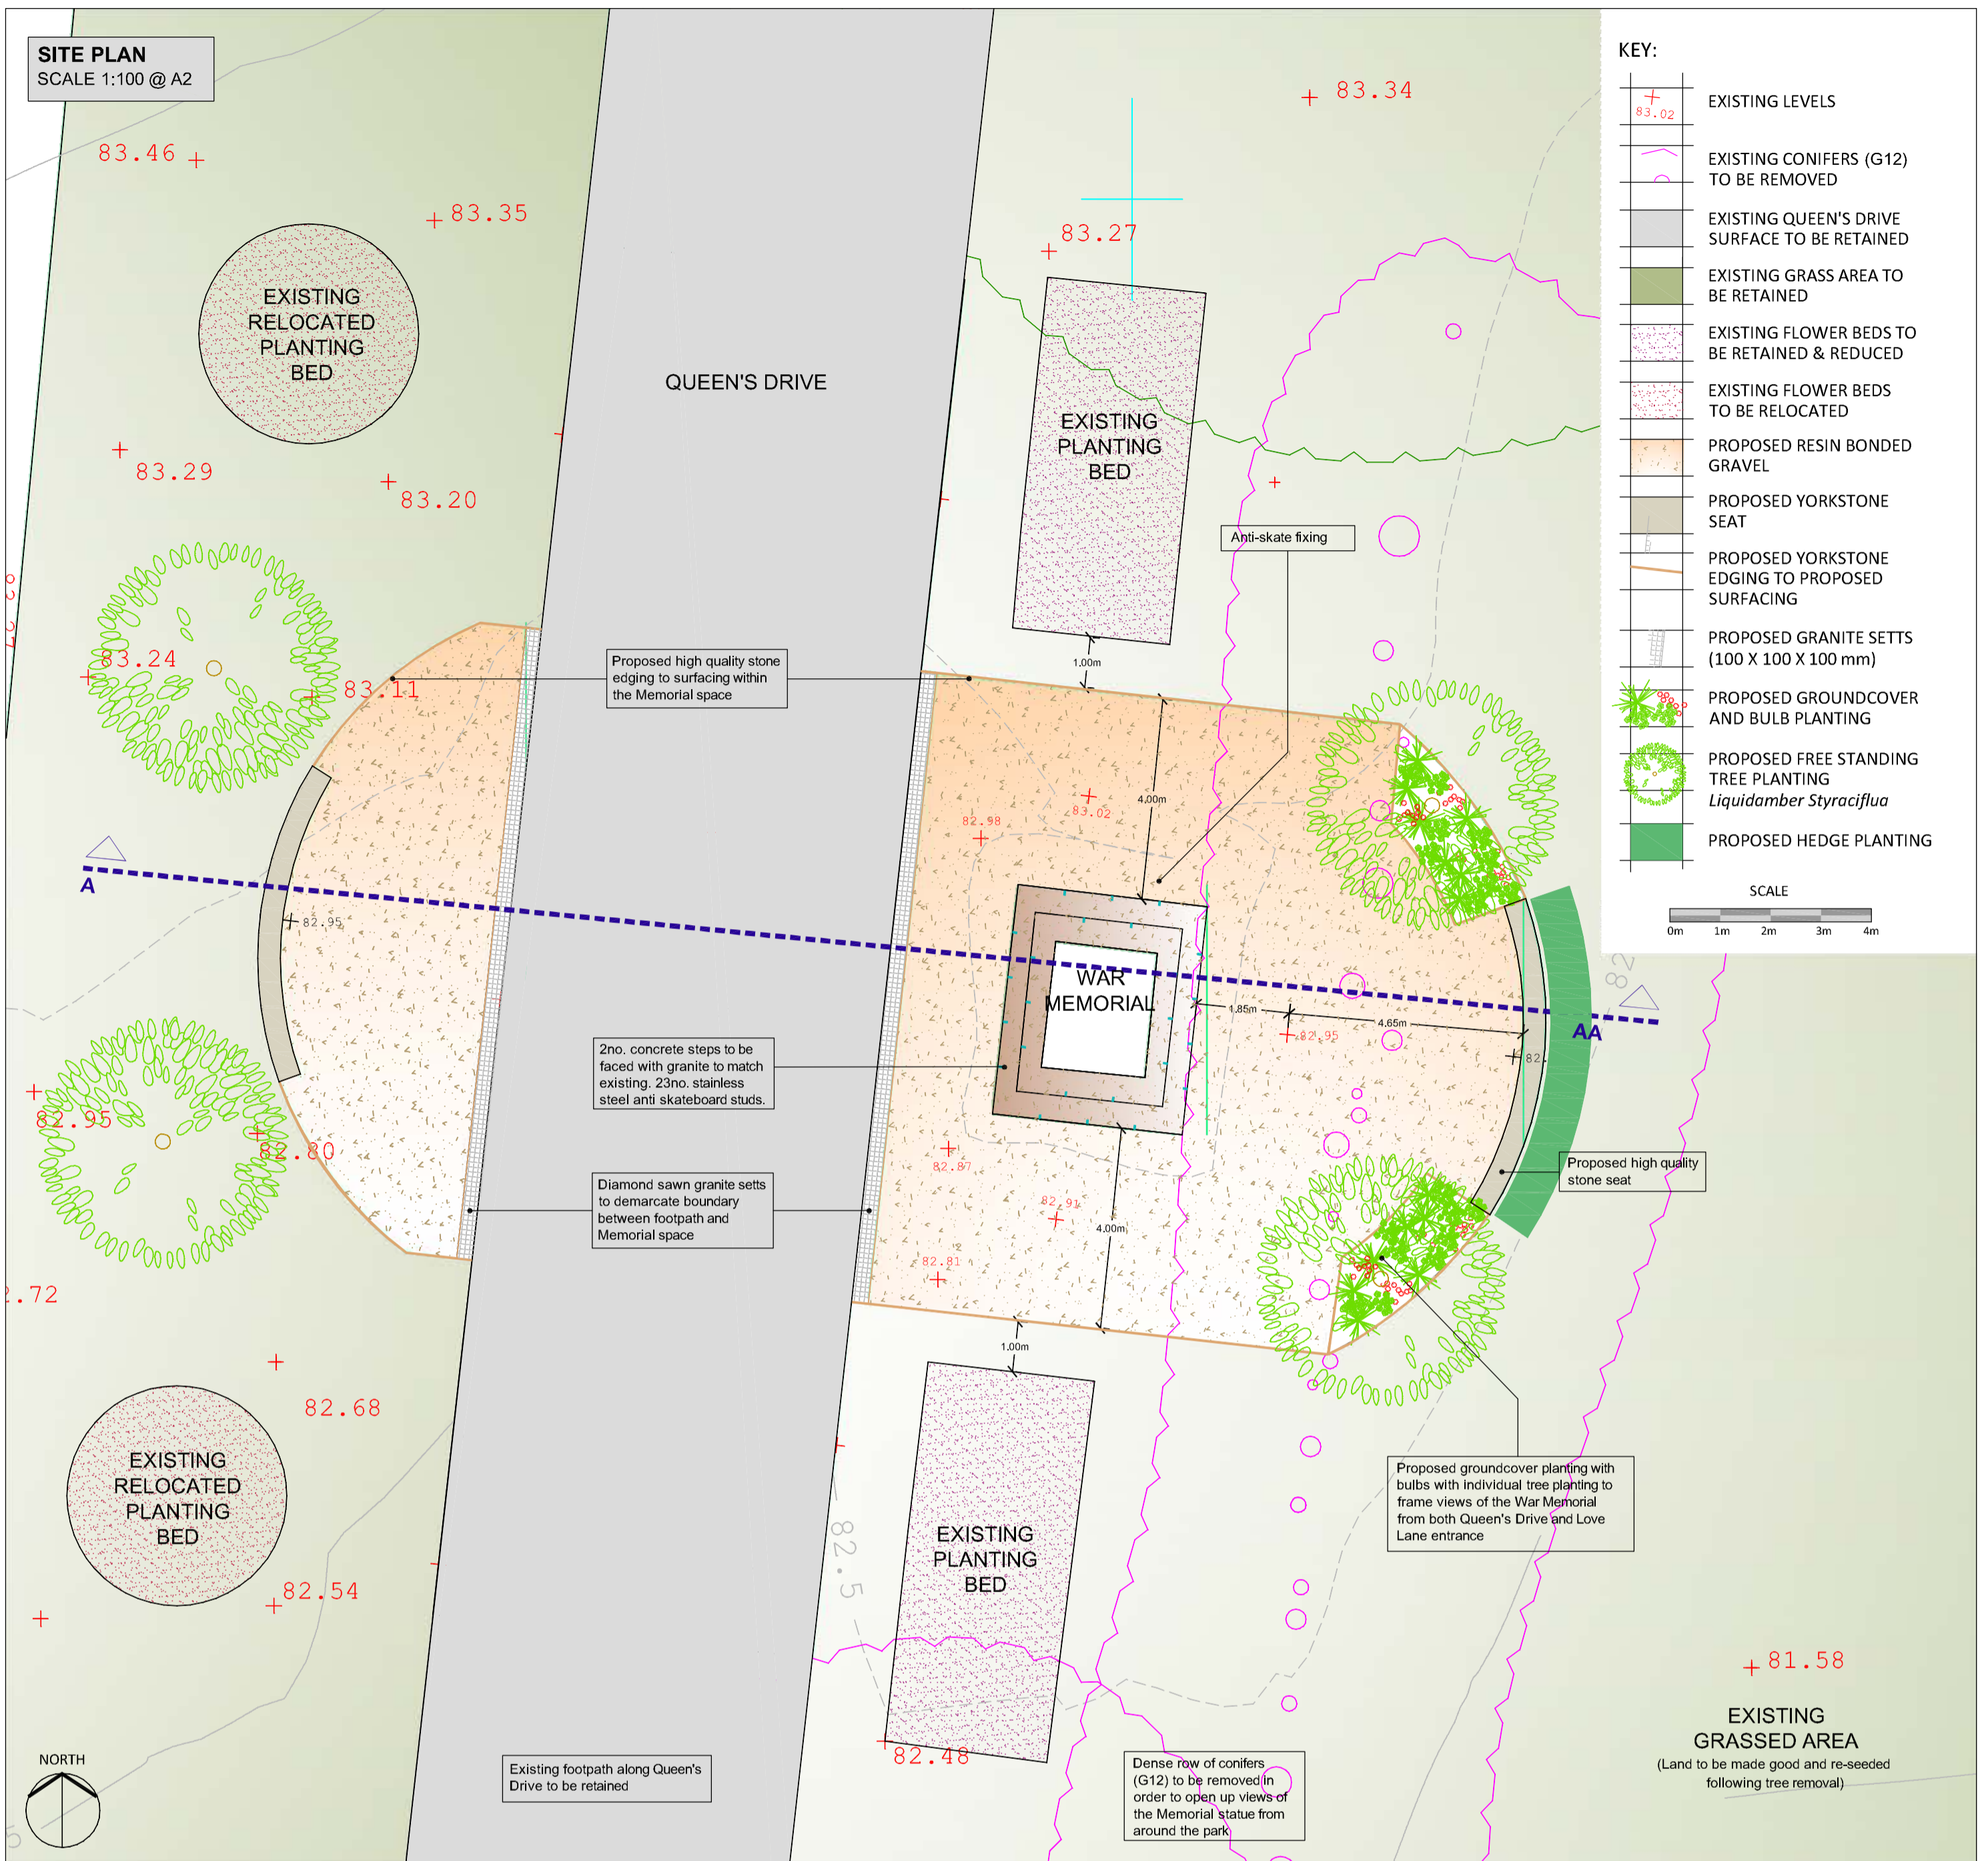 SITE PLAN
SCALE 1:100 @ A2
83.46
83.35
83.34
83.27
EXISTING
RELOCATED
PLANTING
BED
QUEEN'S DRIVE
EXISTING
PLANTING
BED
83.29
83.20
Anti-skate fixing
83.24
83.11
Proposed high quality stone
edging to surfacing within
the Memorial space
1.00m
4.00m
83.02
82.98
A
82.95
WAR
MEMORIAL
1.85m
4.65m
82.95
AA
82.
82
2no. concrete steps to be
faced with granite to match
existing. 23no. stainless
steel anti skateboard studs.
82.95
82.80
82.87
82.91
4.00m
82.81
Diamond sawn granite setts
to demarcate boundary
between footpath and
Memorial space
Proposed high quality
stone seat
2.72
1.00m
82.68
EXISTING
RELOCATED
PLANTING
BED
82.54
82.5
EXISTING
PLANTING
BED
Proposed groundcover planting with
bulbs with individual tree planting to
frame views of the War Memorial
from both Queen's Drive and Love
Lane entrance
81.58
EXISTING
GRASSED AREA
(Land to be made good and re-seeded
following tree removal)
82.48
NORTH
5
Existing footpath along Queen's
Drive to be retained
Dense row of conifers
(G12) to be removed in
order to open up views of
the Memorial statue from
around the park
KEY:
83.02
EXISTING LEVELS
EXISTING CONIFERS (G12)
TO BE REMOVED
EXISTING QUEEN'S DRIVE
SURFACE TO BE RETAINED
EXISTING GRASS AREA TO
BE RETAINED
EXISTING FLOWER BEDS TO
BE RETAINED & REDUCED
EXISTING FLOWER BEDS
TO BE RELOCATED
PROPOSED RESIN BONDED
GRAVEL
PROPOSED YORKSTONE
SEAT
PROPOSED YORKSTONE
EDGING TO PROPOSED
SURFACING
PROPOSED GRANITE SETTS
(100 X 100 X 100 mm)
PROPOSED GROUNDCOVER
AND BULB PLANTING
PROPOSED FREE STANDING
TREE PLANTING
Liquidamber Styraciflua
PROPOSED HEDGE PLANTING
SCALE
0m 1m 2m 3m 4m